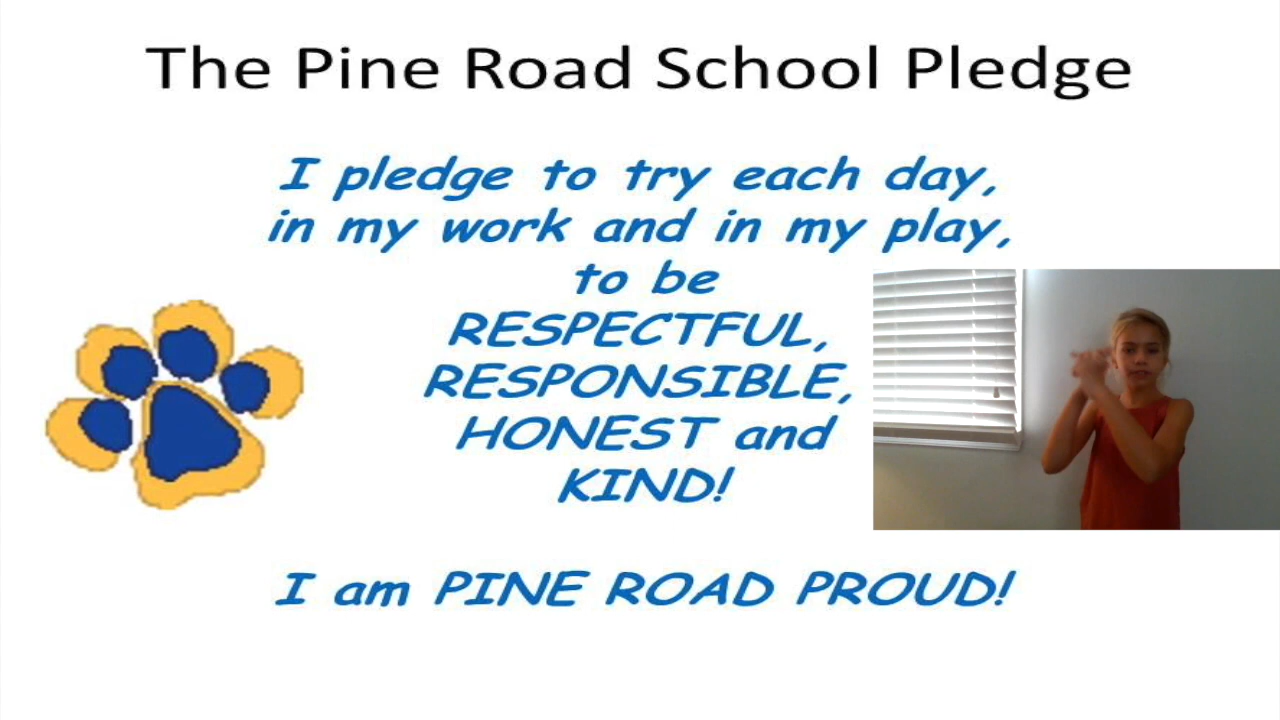 The Pine Road School Pledge
I pledge to try each day,
in my work and in my play,
to be
RESPECTFUL,
RESPONSIBLE,
HONEST and
KIND!
I am PINE ROAD PROUD!